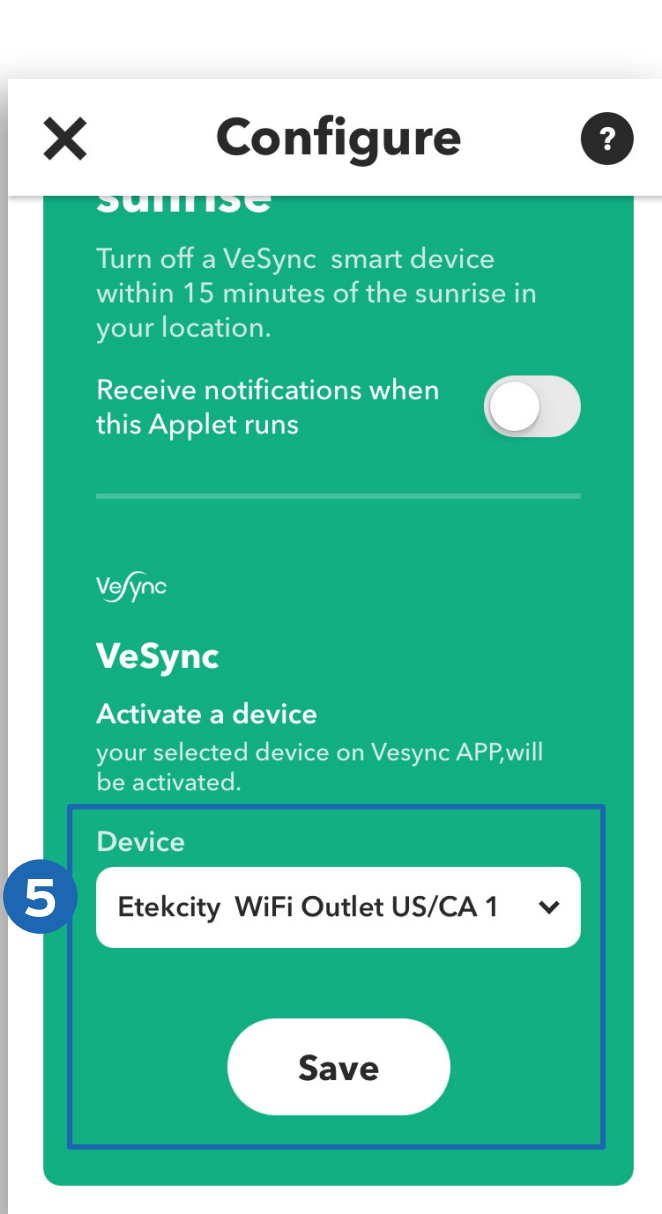 Configure
?
sunrise
Turn off a VeSync smart device
within 15 minutes of the sunrise in
your location.
Receive notifications when
this Applet runs
VeSync
VeSync
Activate a device
your selected device on Vesync APP,will
be activated.
Device
5
Etekcity WiFi Outlet US/CA 1
Save